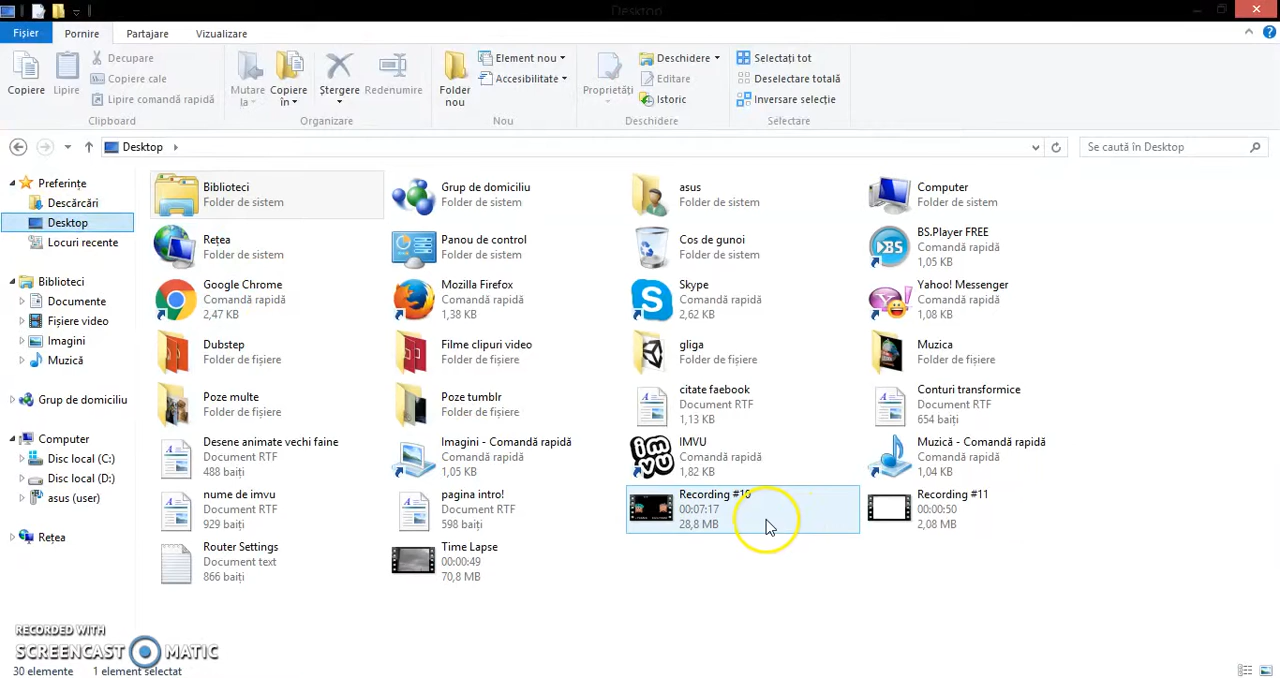 Desktop
Fișier Pornire Partajare Vizualizare
Copiere
Lipire
Decupare
Copiere cale
Lipire comandă rapidă
Clipboard
Mutare la
Copiere în
Ștergere
Redenumire
Organizare
Folder nou
Element nou
Accesibilitate
Nou
Proprietăți
Deschidere
Editare
Istoric
Deschidere
Selectați tot
Deselectare totală
Inversare selecție
Selectare
Desktop
Se caută în Desktop
Preferințe
Descărcări
Desktop
Locuri recente
Biblioteci
Documente
Fișiere video
Imagini
Muzică
Grup de domiciliu
Computer
Disc local (C:)
Disc local (D:)
asus (user)
Rețea
Biblioteci
Folder de sistem
Grup de domiciliu
Folder de sistem
asus
Folder de sistem
Computer
Folder de sistem
Rețea
Folder de sistem
Panou de control
Folder de sistem
Cos de gunoi
Folder de sistem
BS.Player FREE
Comandă rapidă
1,05 KB
Google Chrome
Comandă rapidă
2,47 KB
Mozilla Firefox
Comandă rapidă
1,38 KB
Skype
Comandă rapidă
2,62 KB
Yahoo! Messenger
Comandă rapidă
1,08 KB
Dubstep
Folder de fișiere
Filme clipuri video
Folder de fișiere
gliga
Folder de fișiere
Muzica
Folder de fișiere
Poze multe
Folder de fișiere
Poze tumblr
Folder de fișiere
citate faebook
Document RTF
1,13 KB
Conturi transformice
Document RTF
654 baiți
Desene animate vechi faine
Document RTF
488 baiți
Imagini - Comandă rapidă
Comandă rapidă
1,05 KB
IMVU
Comandă rapidă
1,82 KB
Muzică - Comandă rapidă
Comandă rapidă
1,04 KB
nume de imvu
Document RTF
929 baiți
pagina intro!
Document RTF
598 baiți
Recording #10
00:07:17
28,8 MB
Recording #11
00:00:50
2,08 MB
Router Settings
Document text
866 baiți
Time Lapse
00:00:49
70,8 MB
RECORDED WITH
SCREENCAST MATIC
30 elemente 1 element selectat